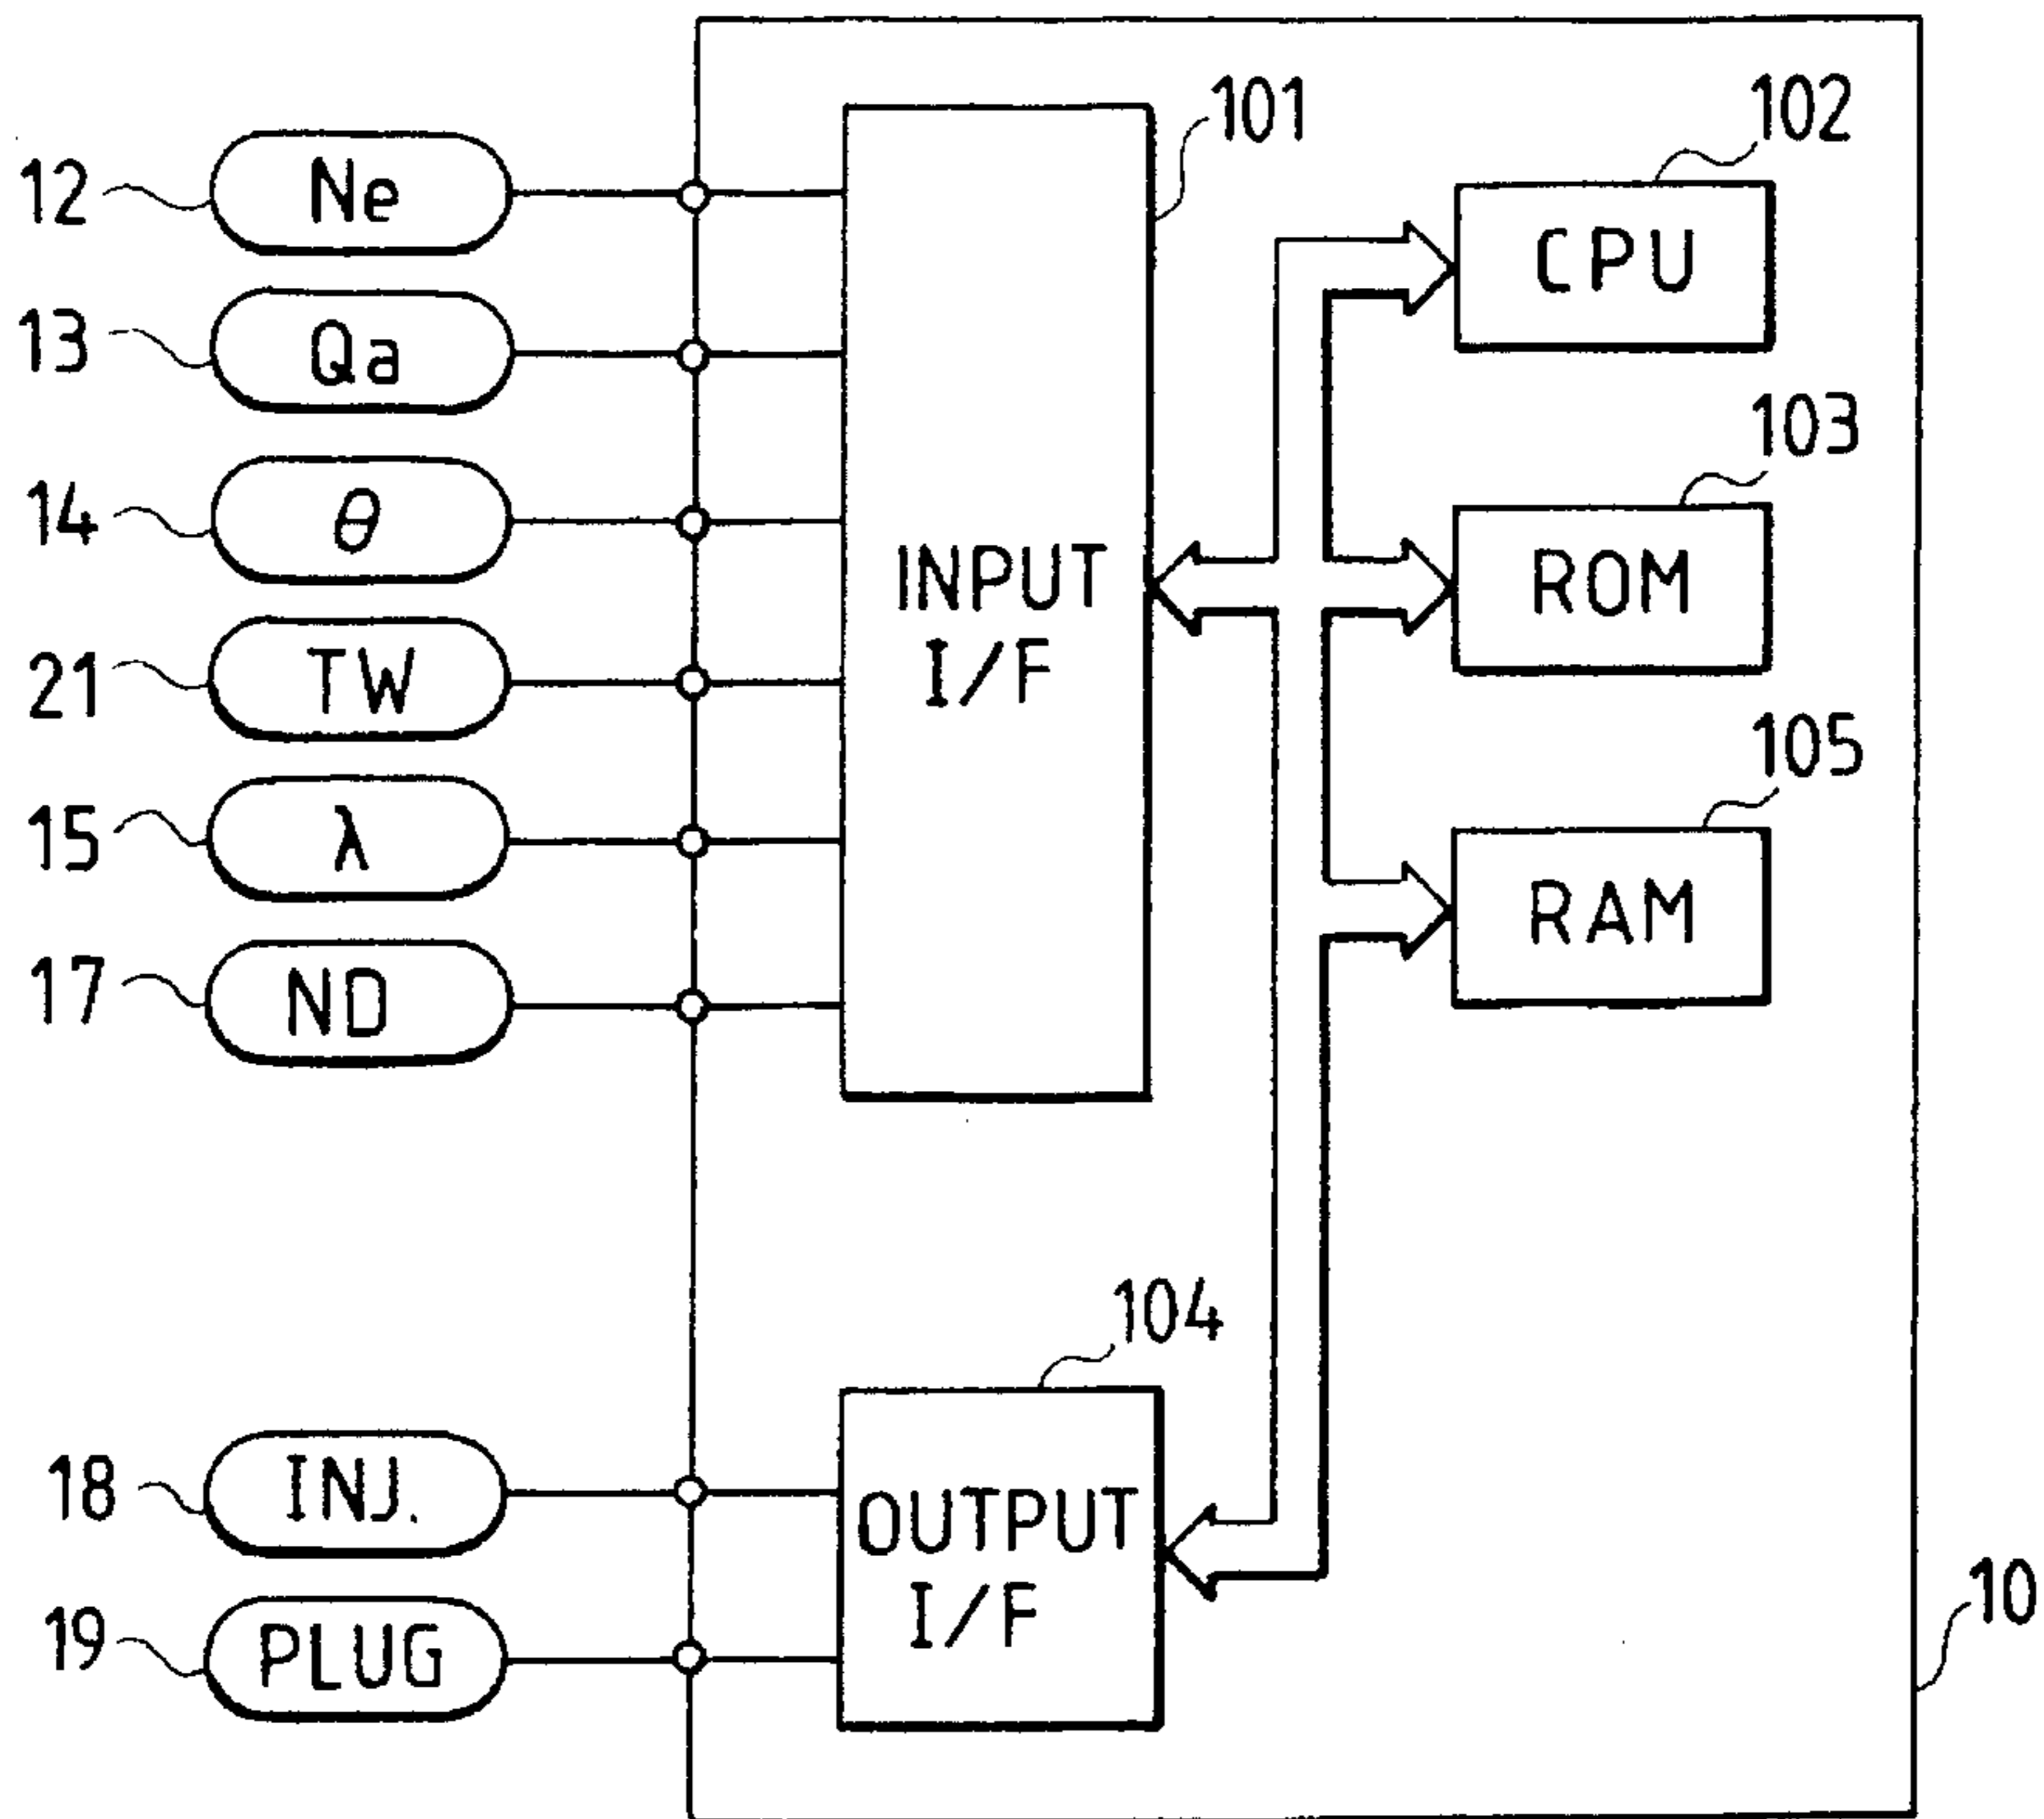 101
102
12
Ne
CPU
13
Qa
103
14
θ
INPUT
I/F
ROM
21
TW
105
15
λ
RAM
17
ND
104
18
INJ.
OUTPUT
I/F
10
19
PLUG